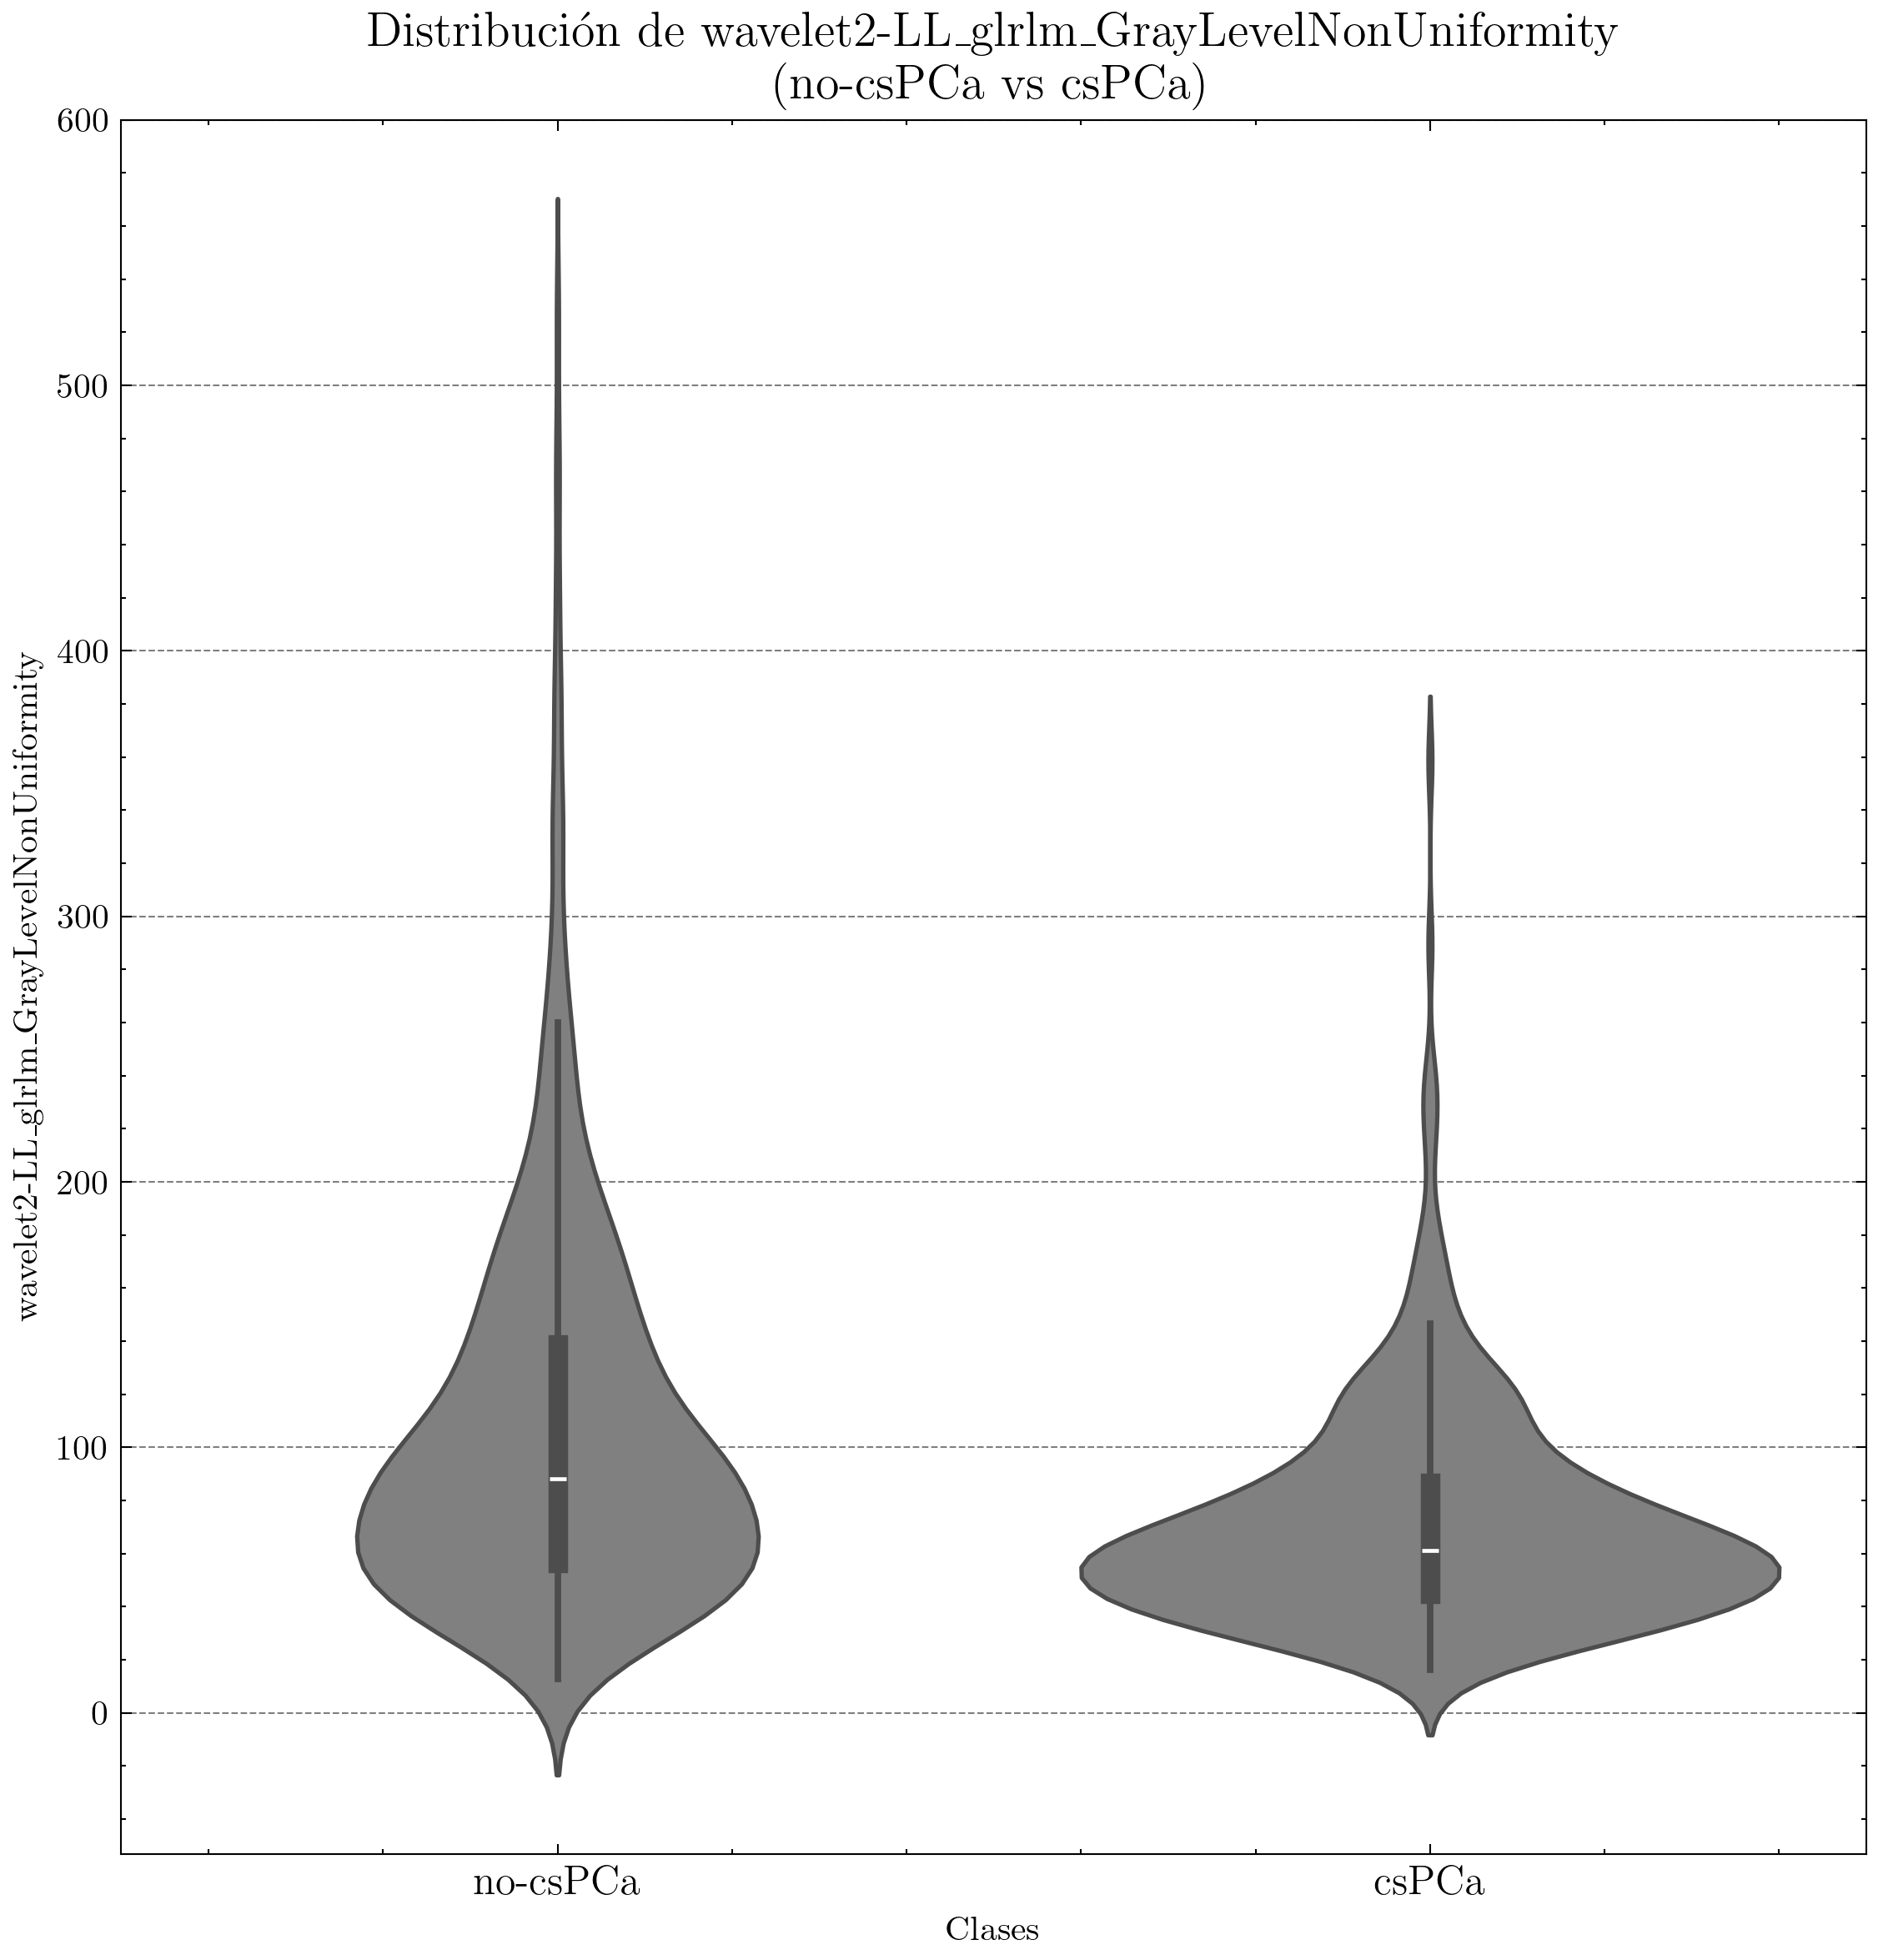 Distribución de wavelet2-LL_glrlm_GrayLevelNonUniformity
(no-csPCa vs csPCa)
wavelet2-LL_glrlm_GrayLevelNonUniformity
600
500
400
300
200
100
0
no-csPCa
csPCa
Clases